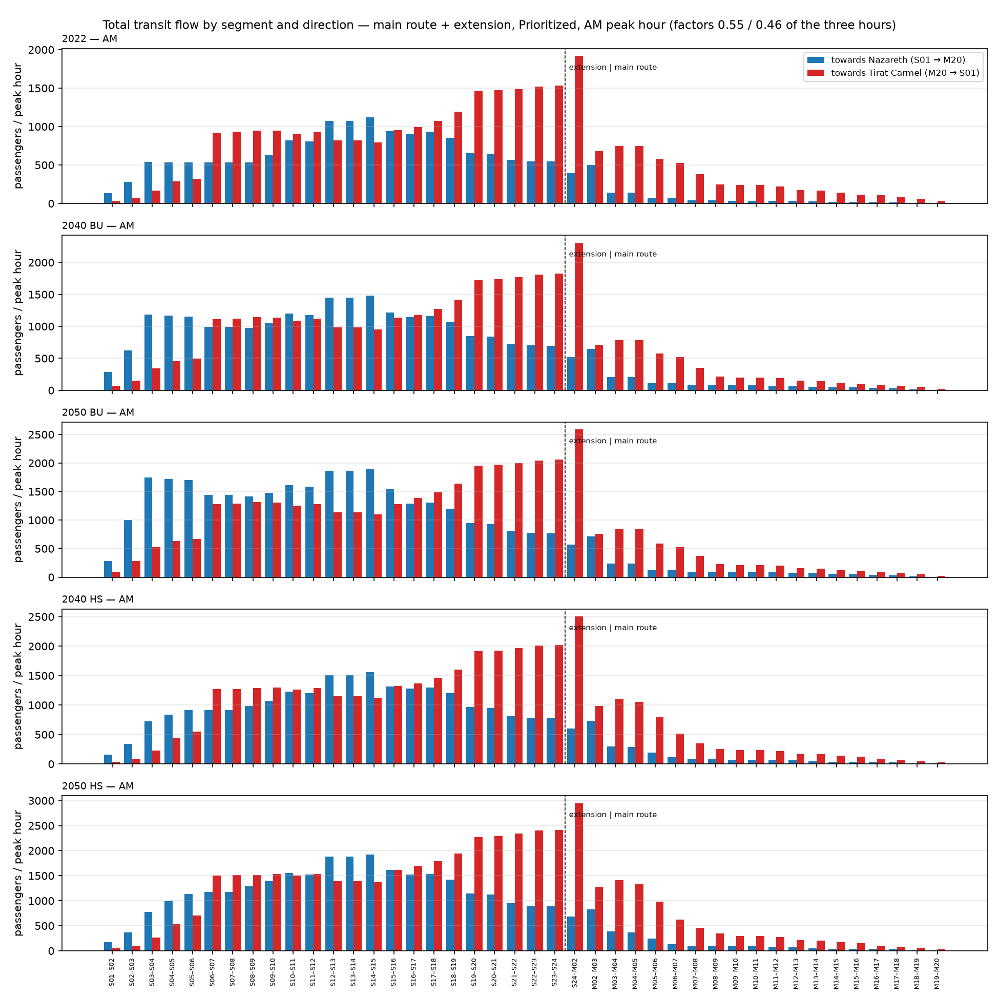 Total transit flow by segment and direction — main route + extension, Prioritized, AM peak hour (factors 0.55 / 0.46 of the three hours)
2022 — AM
passengers / peak hour
2000
1500
1000
500
0
extension | main route
towards Nazareth (S01 → M20)
towards Tirat Carmel (M20 → S01)
2040 BU — AM
passengers / peak hour
2000
1500
1000
500
0
extension | main route
2050 BU — AM
passengers / peak hour
2500
2000
1500
1000
500
0
extension | main route
2040 HS — AM
passengers / peak hour
2500
2000
1500
1000
500
0
extension | main route
2050 HS — AM
passengers / peak hour
3000
2500
2000
1500
1000
500
0
extension | main route
S01–S02
S02–S03
S03–S04
S04–S05
S05–S06
S06–S07
S07–S08
S08–S09
S09–S10
S10–S11
S11–S12
S12–S13
S13–S14
S14–S15
S15–S16
S16–S17
S17–S18
S18–S19
S19–S20
S20–S21
S21–S22
S22–S23
S23–S24
S24–M02
M02–M03
M03–M04
M04–M05
M05–M06
M06–M07
M07–M08
M08–M09
M09–M10
M10–M11
M11–M12
M12–M13
M13–M14
M14–M15
M15–M16
M16–M17
M17–M18
M18–M19
M19–M20